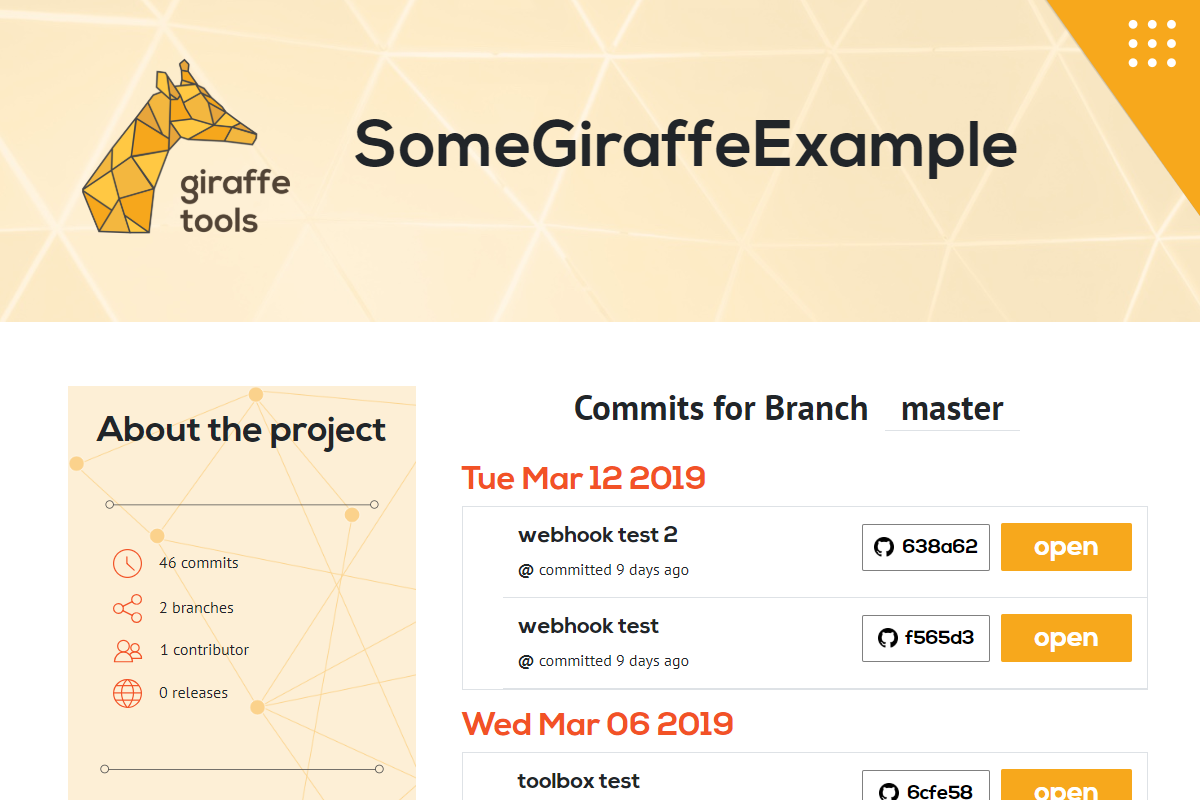 giraffe
tools
SomeGiraffeExample
About the project
46 commits
2 branches
1 contributor
0 releases
Commits for Branch master
Tue Mar 12 2019
webhook test 2
@ committed 9 days ago
638a62
open
webhook test
@ committed 9 days ago
f565d3
open
Wed Mar 06 2019
toolbox test
6cfe58
open